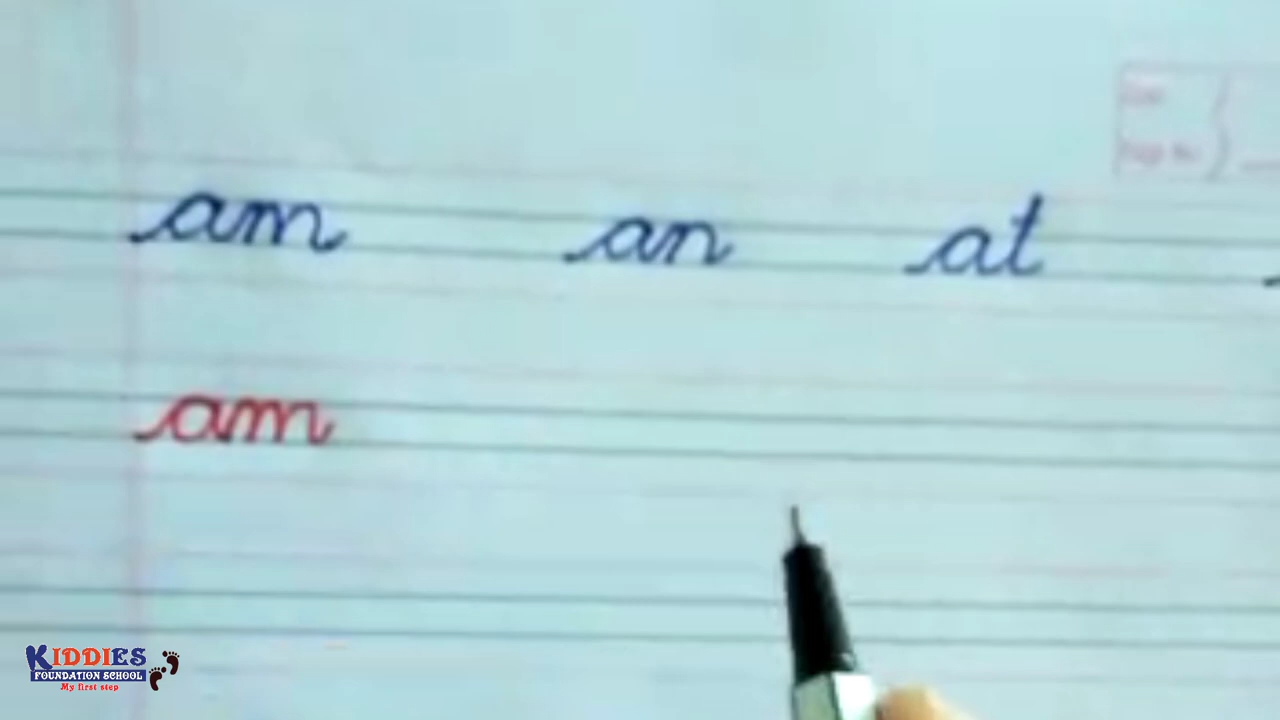 am an at
am
KIDDIES
FOUNDATION SCHOOL
My first step